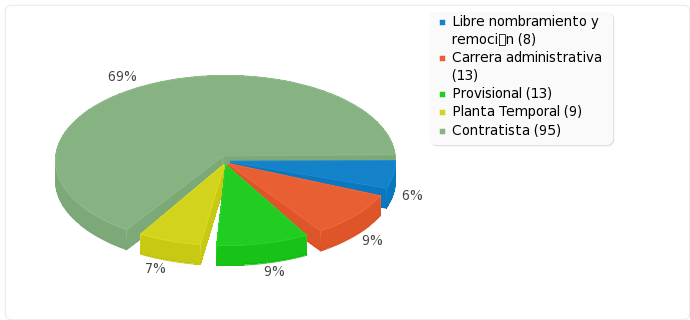 Libre nombramiento y
remoci▯n (8)
Carrera administrativa
(13)
Provisional (13)
Planta Temporal (9)
Contratista (95)
69%
6%
9%
9%
7%